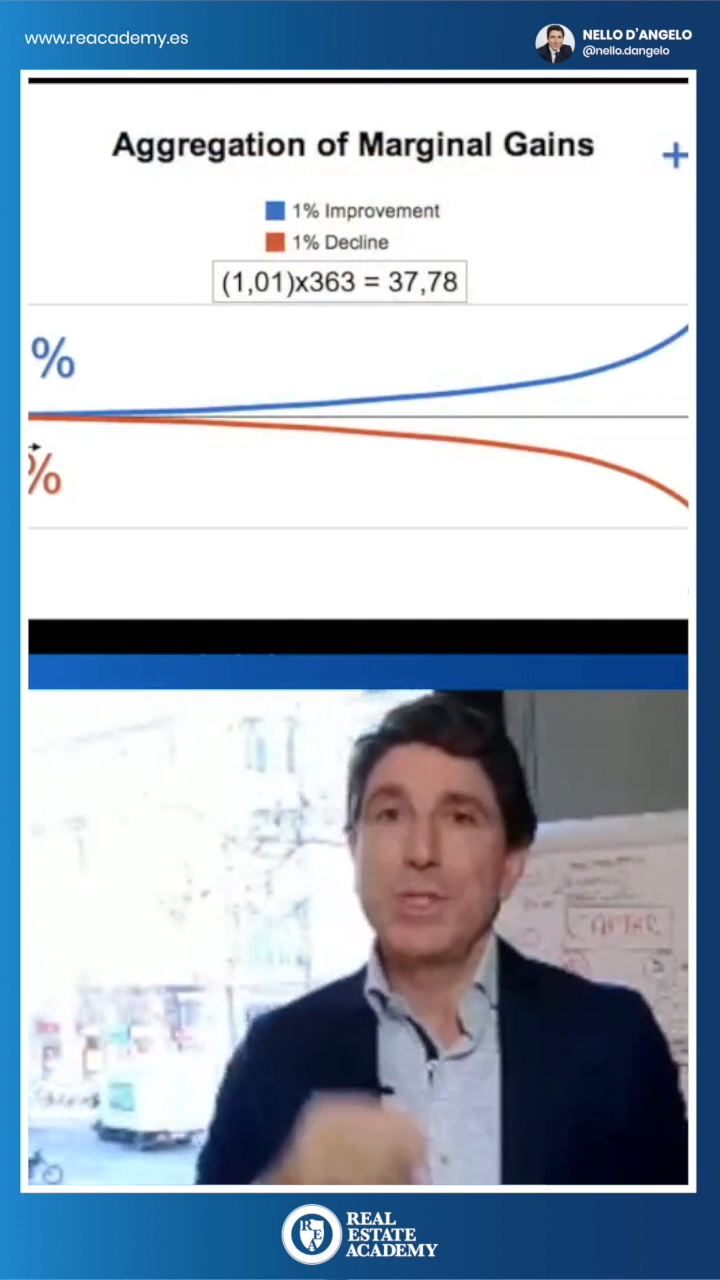 www.reacademy.es
NELLO D'ANGELO
@nello.dangelo
Aggregation of Marginal Gains
+
1% Improvement
1% Decline
(1,01)x363 = 37,78
%
%
REAL
ESTATE
ACADEMY